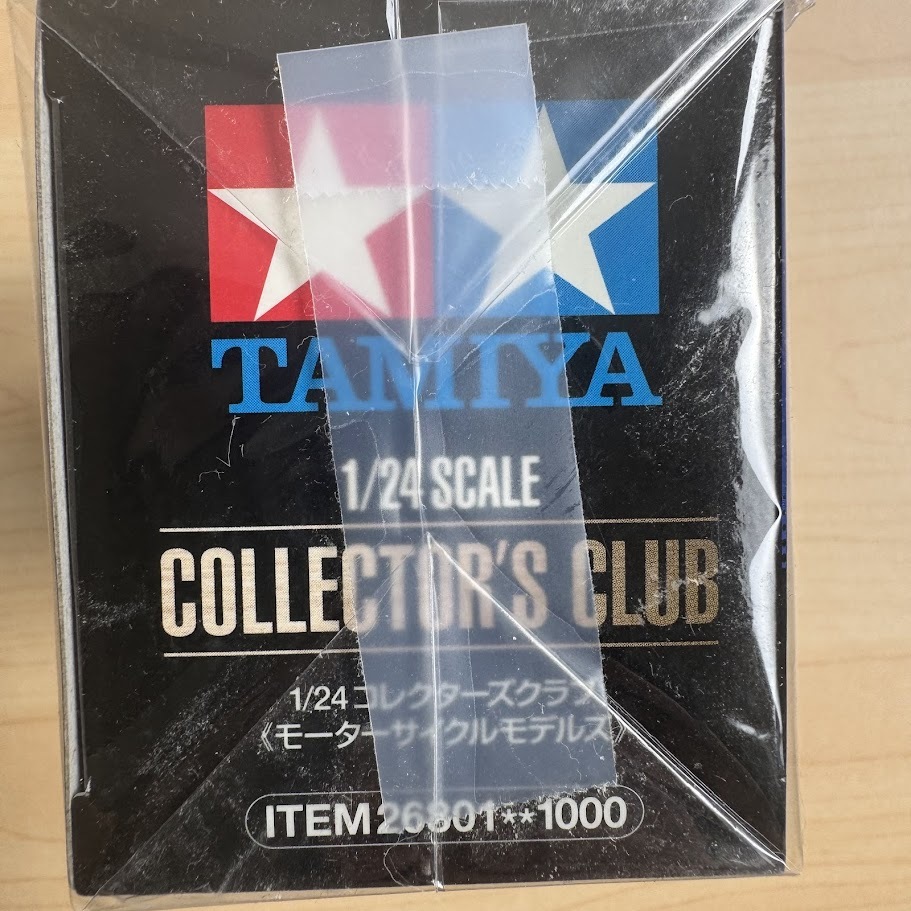 TAMIYA
1/24 SCALE
COLLECTOR'S CLUB
1/24 コレクターズクラブ
《モーターサイクルモデルズ》
ITEM 26801**1000